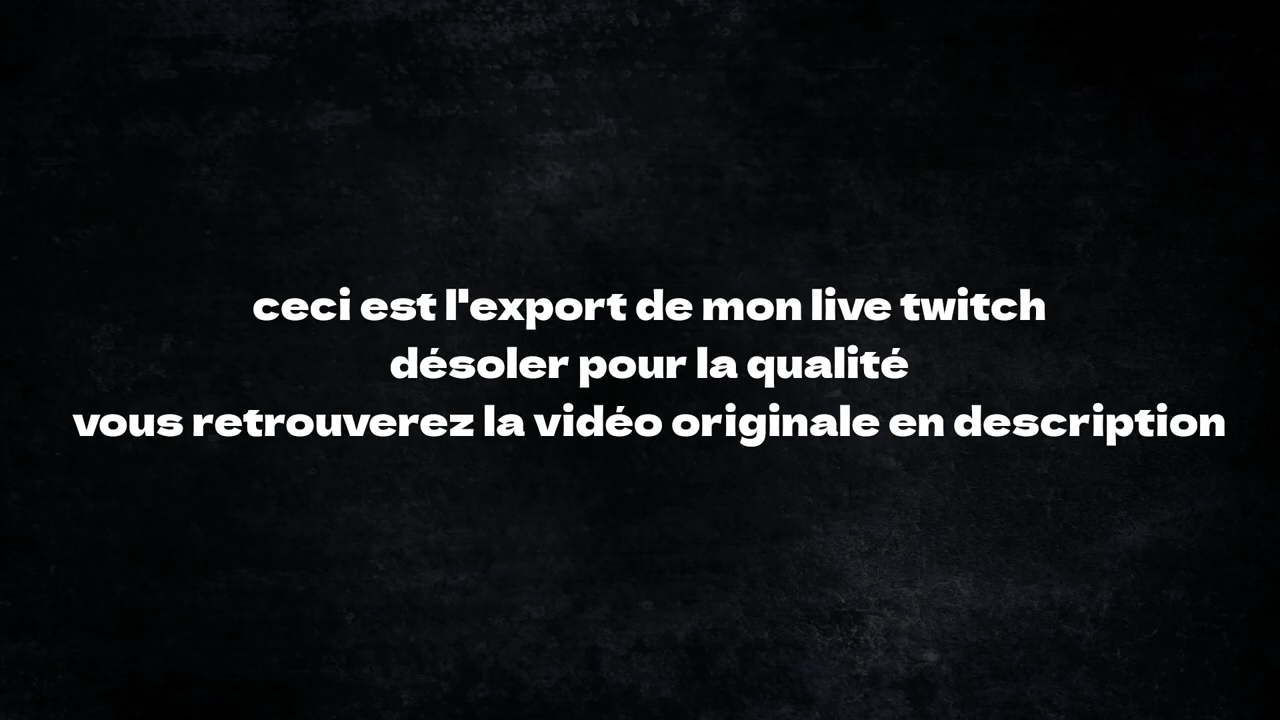 ceci est l'export de mon live twitch
désoler pour la qualité
vous retrouverez la vidéo originale en description